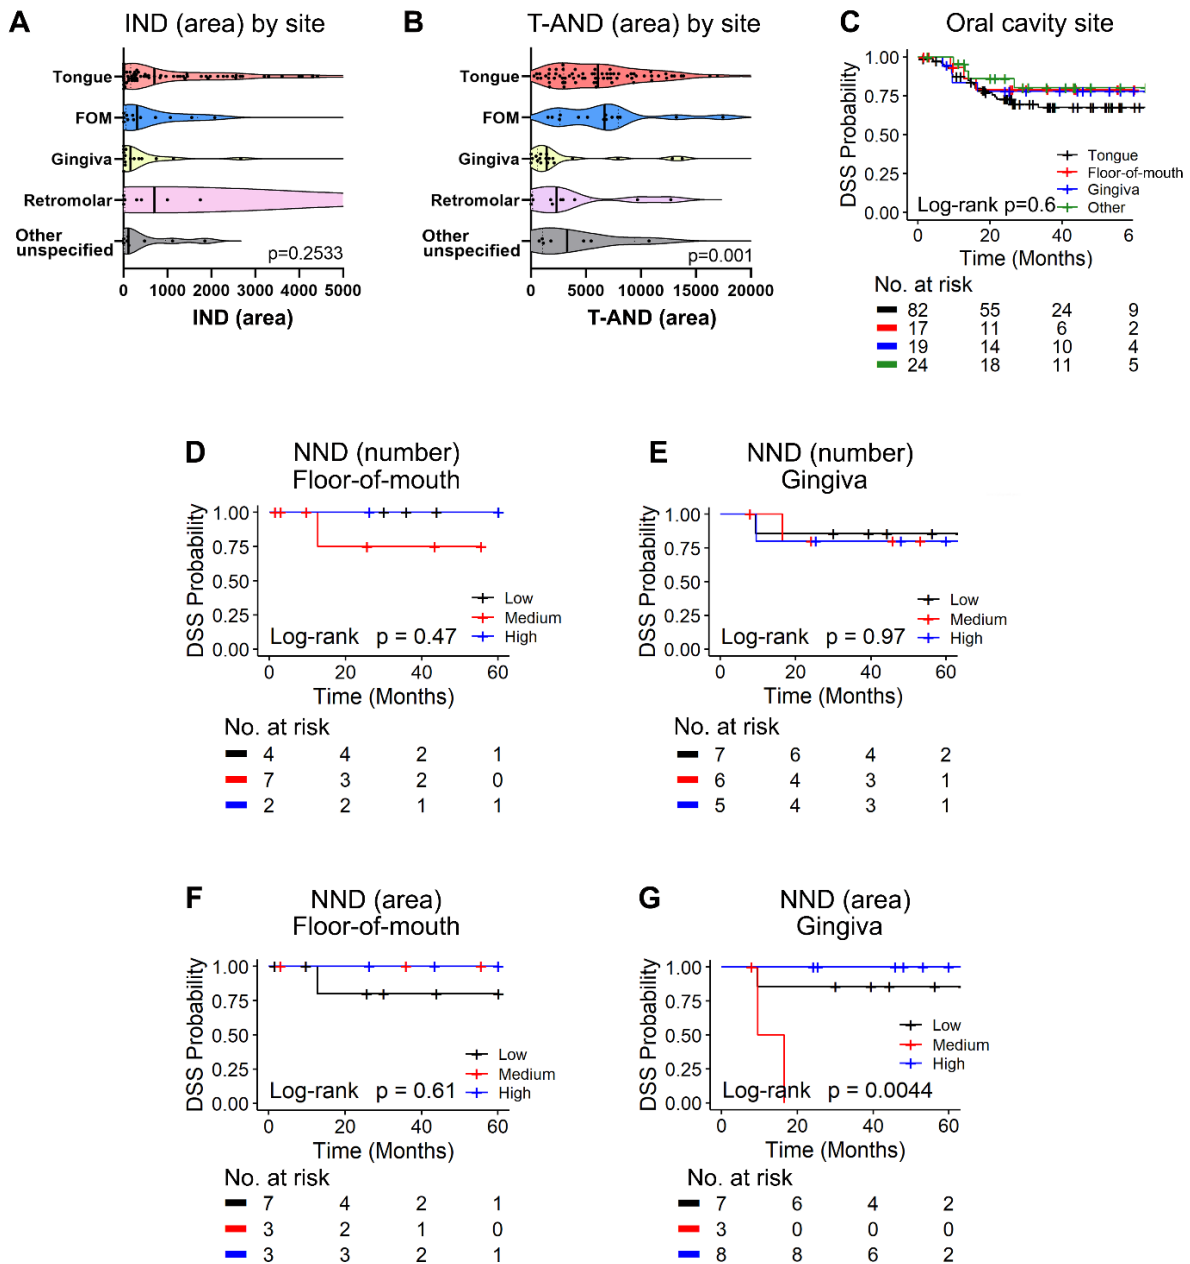 A IND (area) by site
Tongue
FOM
Gingiva
Retromolar
Other
unspecified
p=0.2533
0 1000 2000 3000 4000 5000
IND (area)
B T-AND (area) by site
Tongue
FOM
Gingiva
Retromolar
Other
unspecified
p=0.001
0 5000 10000 15000 20000
T-AND (area)
C Oral cavity site
DSS Probability
1.00
0.75
0.50
0.25
0.00
Tongue
Floor-of-mouth
Gingiva
Other
Log-rank p=0.6
0 20 40 6
Time (Months)
No. at risk
82 55 24 9
17 11 6 2
19 14 10 4
24 18 11 5
D NND (number)
Floor-of-mouth
DSS Probability
1.00
0.75
0.50
0.25
0.00
Low
Medium
High
Log-rank p = 0.47
0 20 40 60
Time (Months)
No. at risk
4 4 2 1
7 3 2 0
2 2 1 1
E NND (number)
Gingiva
DSS Probability
1.00
0.75
0.50
0.25
0.00
Low
Medium
High
Log-rank p = 0.97
0 20 40 60
Time (Months)
No. at risk
7 6 4 2
6 4 3 1
5 4 3 1
F NND (area)
Floor-of-mouth
DSS Probability
1.00
0.75
0.50
0.25
0.00
Low
Medium
High
Log-rank p = 0.61
0 20 40 60
Time (Months)
No. at risk
7 4 2 1
3 2 1 0
3 3 2 1
G NND (area)
Gingiva
DSS Probability
1.00
0.75
0.50
0.25
0.00
Low
Medium
High
Log-rank p = 0.0044
0 20 40 60
Time (Months)
No. at risk
7 6 4 2
3 0 0 0
8 8 6 2